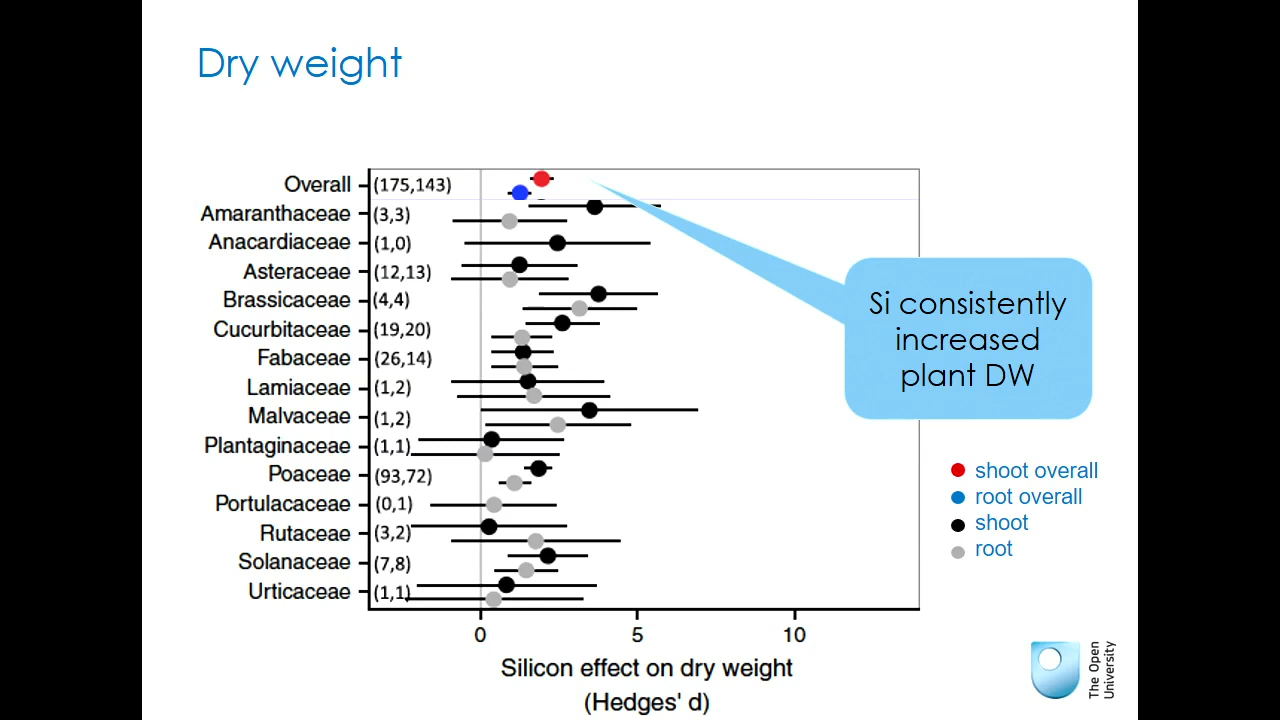 Dry weight
Overall (175,143)
Amaranthaceae (3,3)
Anacardiaceae (1,0)
Asteraceae (12,13)
Brassicaceae (4,4)
Cucurbitaceae (19,20)
Fabaceae (26,14)
Lamiaceae (1,2)
Malvaceae (1,2)
Plantaginaceae (1,1)
Poaceae (93,72)
Portulacaceae (0,1)
Rutaceae (3,2)
Solanaceae (7,8)
Urticaceae (1,1)
0 5 10
Silicon effect on dry weight
(Hedges' d)
Si consistently
increased
plant DW
shoot overall
root overall
shoot
root
The Open
University